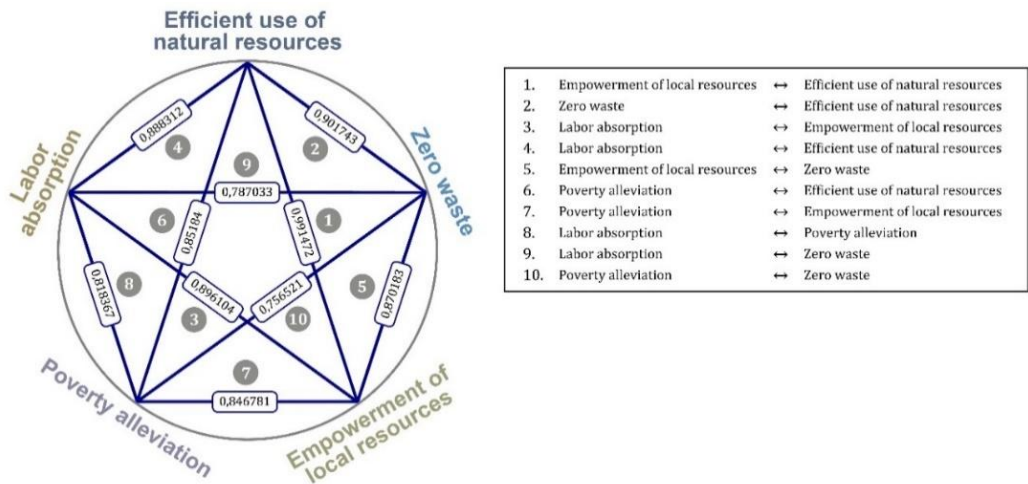 Efficient use of
natural resources
Labor
absorption
Zero waste
Poverty alleviation
Empowerment of
local resources
0,888312
4
0,901743
2
9
0,787033
6
0,85184
0,991472
1
0,818367
8
0,896104
3
0,756521
10
5
0,870183
7
0,846781
1. Empowerment of local resources ↔ Efficient use of natural resources
2. Zero waste ↔ Efficient use of natural resources
3. Labor absorption ↔ Empowerment of local resources
4. Labor absorption ↔ Efficient use of natural resources
5. Empowerment of local resources ↔ Zero waste
6. Poverty alleviation ↔ Efficient use of natural resources
7. Poverty alleviation ↔ Empowerment of local resources
8. Labor absorption ↔ Poverty alleviation
9. Labor absorption ↔ Zero waste
10. Poverty alleviation ↔ Zero waste